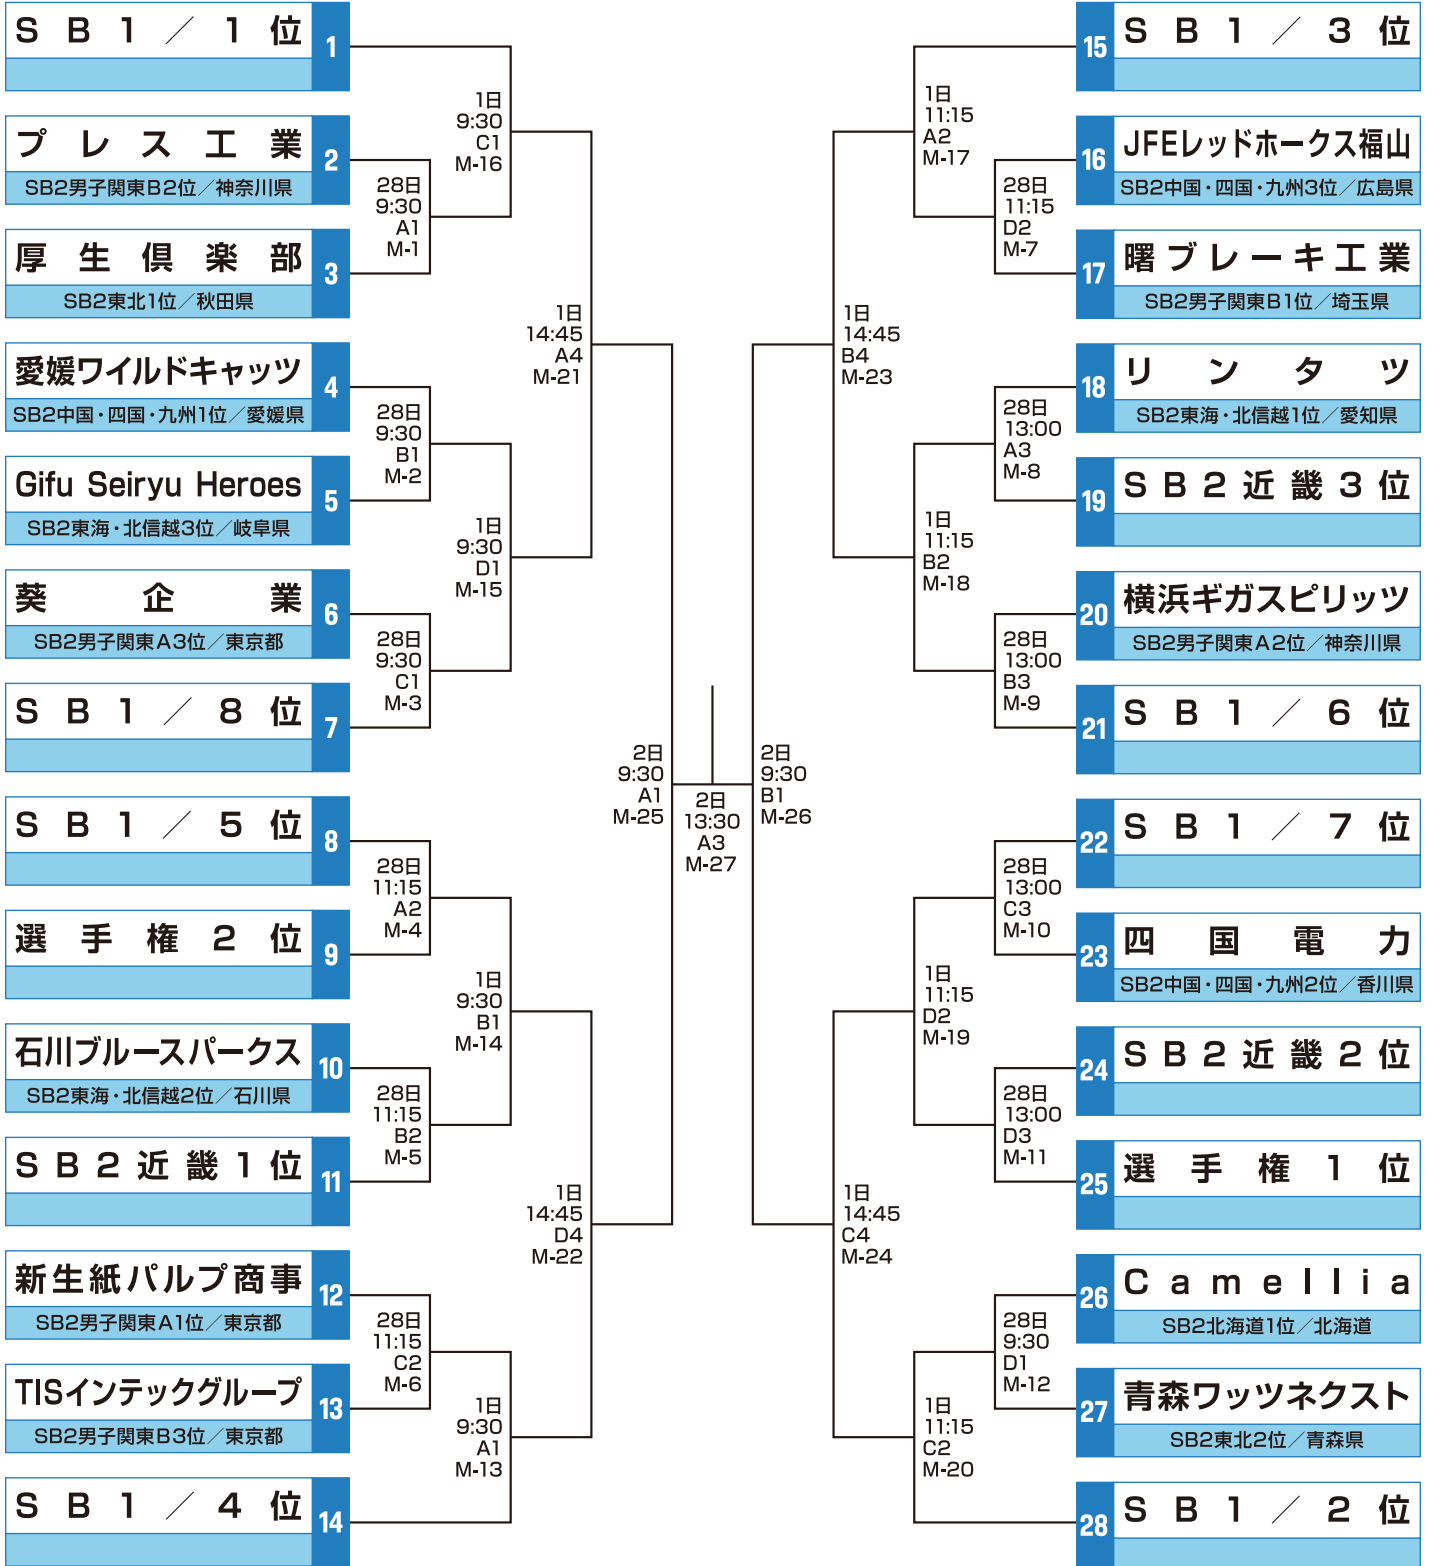 SB1／1位
1
プレス工業
SB2男子関東B2位／神奈川県
2
厚生倶楽部
SB2東北1位／秋田県
3
愛媛ワイルドキャッツ
SB2中国・四国・九州1位／愛媛県
4
Gifu Seiryu Heroes
SB2東海・北信越3位／岐阜県
5
葵企業
SB2男子関東A3位／東京都
6
SB1／8位
7
SB1／5位
8
選手権2位
9
石川ブルースパークス
SB2東海・北信越2位／石川県
10
SB2近畿1位
11
新生紙パルプ商事
SB2男子関東A1位／東京都
12
TISインテックグループ
SB2男子関東B3位／東京都
13
SB1／4位
14
28日
9:30
A1
M-1
28日
9:30
B1
M-2
28日
9:30
C1
M-3
28日
11:15
A2
M-4
28日
11:15
B2
M-5
28日
11:15
C2
M-6
1日
9:30
C1
M-16
1日
9:30
D1
M-15
1日
9:30
B1
M-14
1日
9:30
A1
M-13
1日
14:45
A4
M-21
1日
14:45
D4
M-22
2日
9:30
A1
M-25
2日
13:30
A3
M-27
2日
9:30
B1
M-26
1日
14:45
B4
M-23
1日
14:45
C4
M-24
1日
11:15
A2
M-17
1日
11:15
B2
M-18
1日
11:15
D2
M-19
1日
11:15
C2
M-20
28日
11:15
D2
M-7
28日
13:00
A3
M-8
28日
13:00
B3
M-9
28日
13:00
C3
M-10
28日
13:00
D3
M-11
28日
9:30
D1
M-12
15
SB1／3位
16
JFEレッドホークス福山
SB2中国・四国・九州3位／広島県
17
曙ブレーキ工業
SB2男子関東B1位／埼玉県
18
リンタツ
SB2東海・北信越1位／愛知県
19
SB2近畿3位
20
横浜ギガスピリッツ
SB2男子関東A2位／神奈川県
21
SB1／6位
22
SB1／7位
23
四国電力
SB2中国・四国・九州2位／香川県
24
SB2近畿2位
25
選手権1位
26
Camellia
SB2北海道1位／北海道
27
青森ワッツネクスト
SB2東北2位／青森県
28
SB1／2位